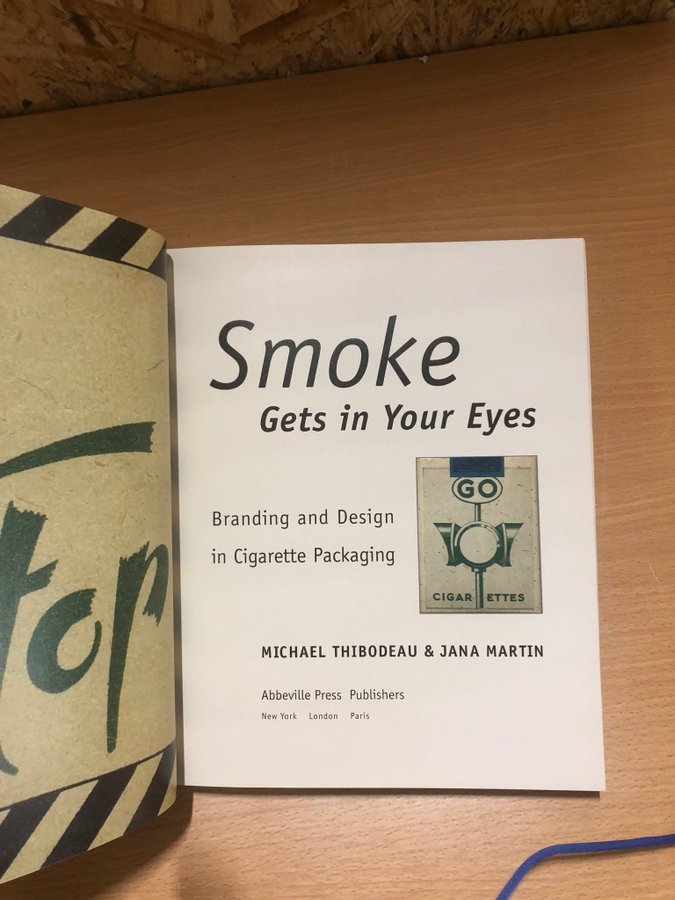 top
Smoke
Gets in Your Eyes
GO
Branding and Design
in Cigarette Packaging
CIGAR ETTES
MICHAEL THIBODEAU & JANA MARTIN
Abbeville Press Publishers
New York London Paris